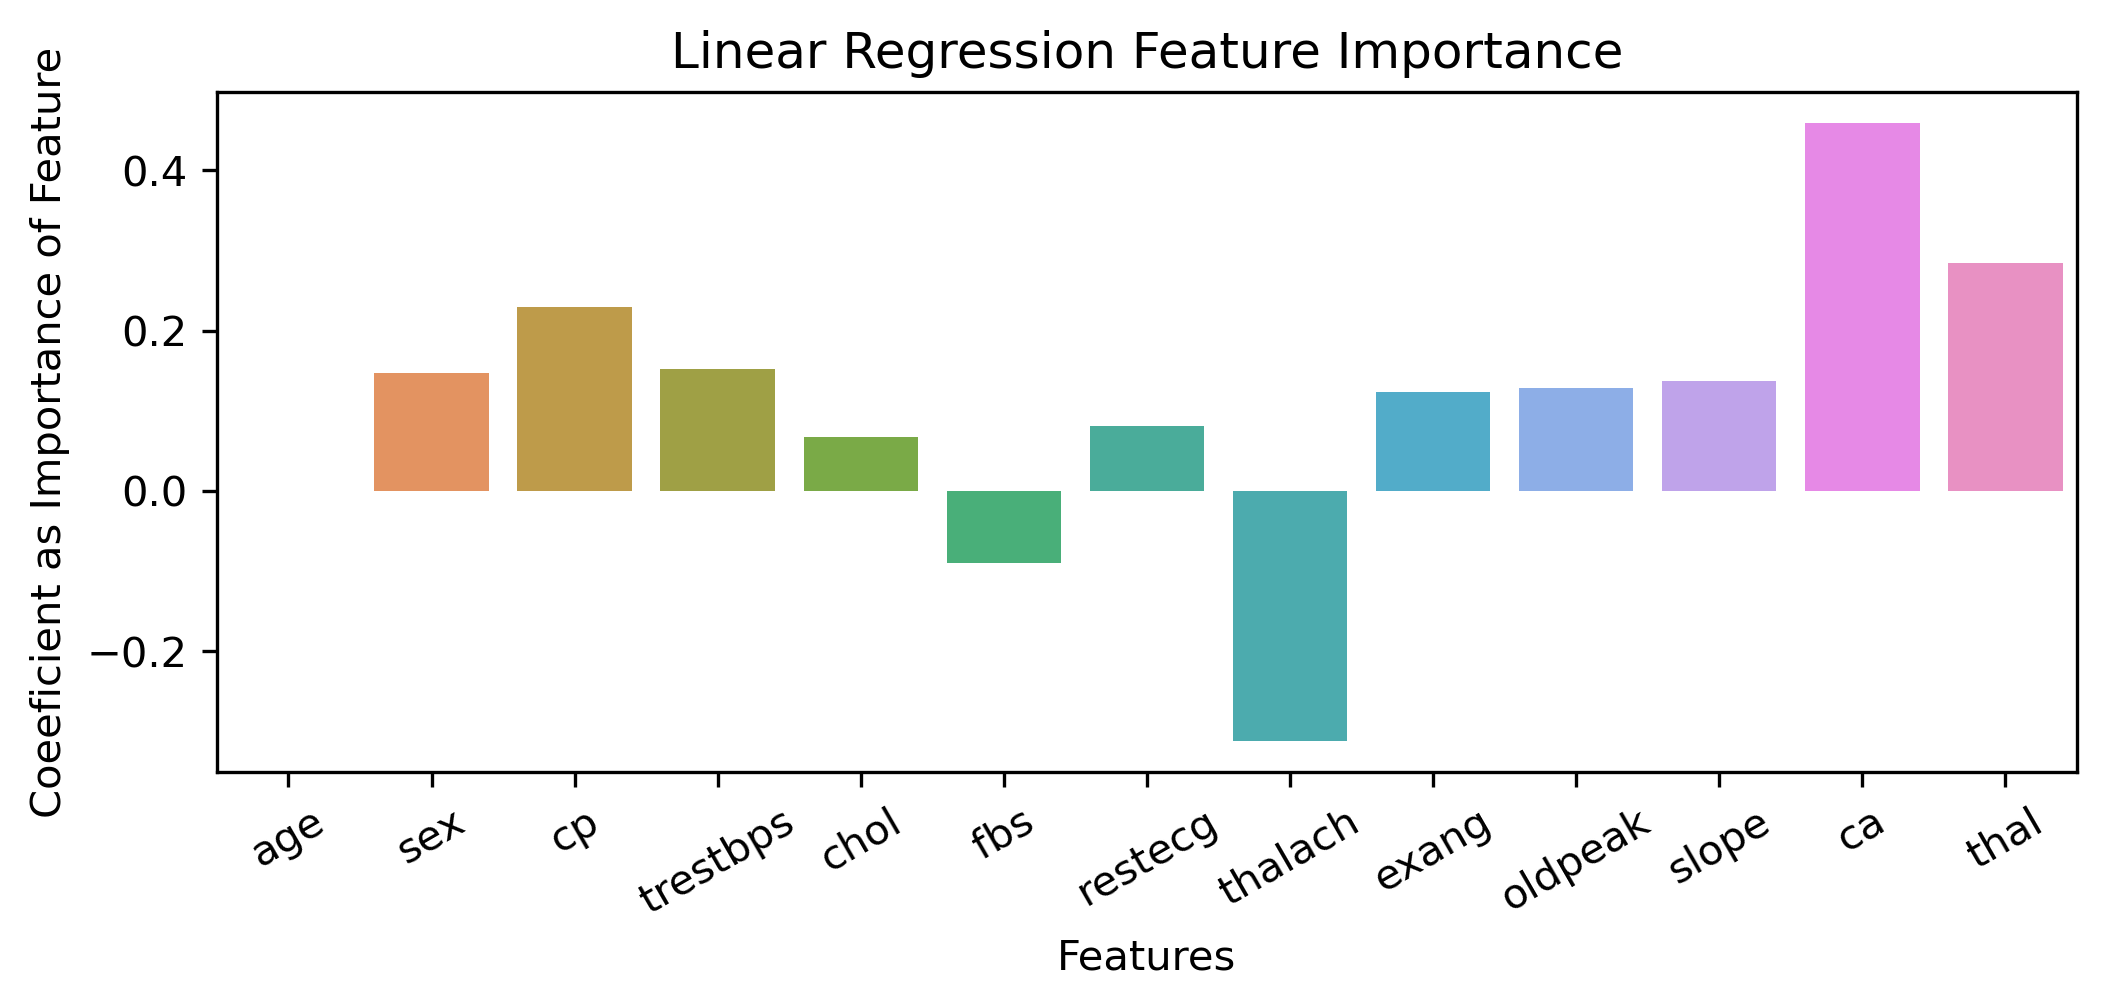 Linear Regression Feature Importance
Coeeficient as Importance of Feature
0.4
0.2
0.0
−0.2
age
sex
cp
trestbps
chol
fbs
restecg
thalach
exang
oldpeak
slope
ca
thal
Features